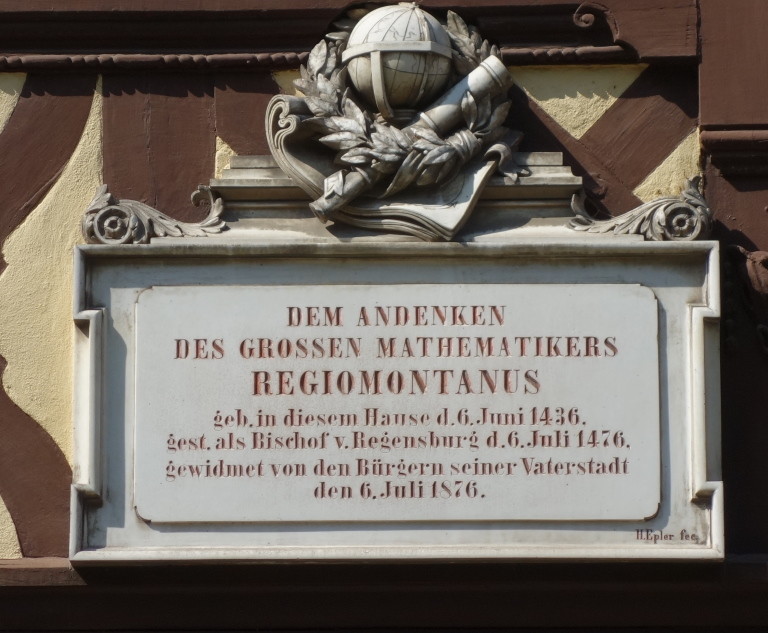 DEM ANDENKEN
DES GROSSEN MATHEMATIKERS
REGIOMONTANUS
geb. in diesem Hause d. 6. Juni 1436.
gest. als Bischof v. Regensburg d. 6. Juli 1476.
gewidmet von den Bürgern seiner Vaterstadt
den 6. Juli 1876.
H. Epler fec.